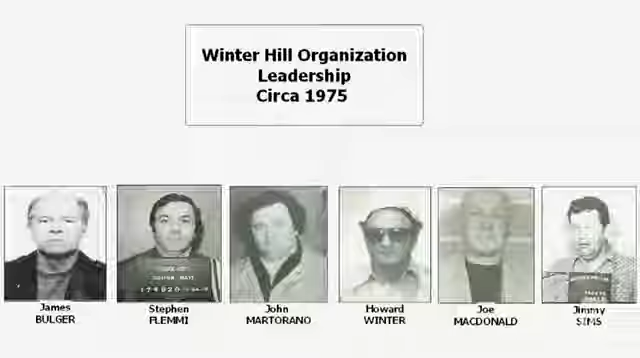 Winter Hill Organization
Leadership
Circa 1975
James
BULGER
Stephen
FLEMMI
John
MARTORANO
Howard
WINTER
Joe
MACDONALD
Jimmy
SIMS